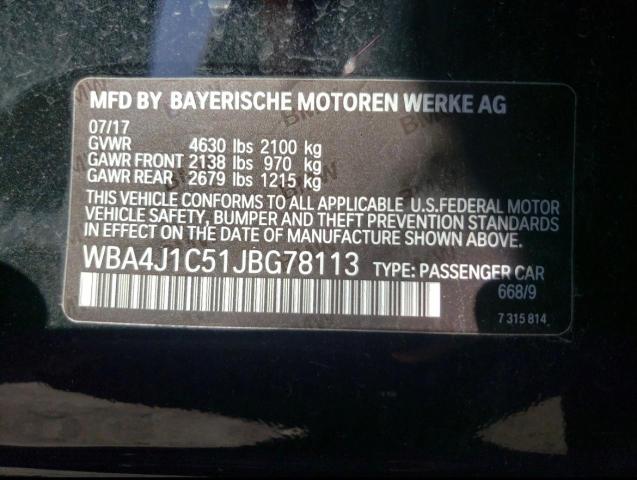 MFD BY BAYERISCHE MOTOREN WERKE AG
07/17
GVWR 4630 lbs 2100 kg
GAWR FRONT 2138 lbs 970 kg
GAWR REAR 2679 lbs 1215 kg
THIS VEHICLE CONFORMS TO ALL APPLICABLE U.S.FEDERAL MOTOR
VEHICLE SAFETY, BUMPER AND THEFT PREVENTION STANDARDS
IN EFFECT ON THE DATE OF MANUFACTURE SHOWN ABOVE.
WBA4J1C51JBG78113 TYPE: PASSENGER CAR
668/9
7 315 814